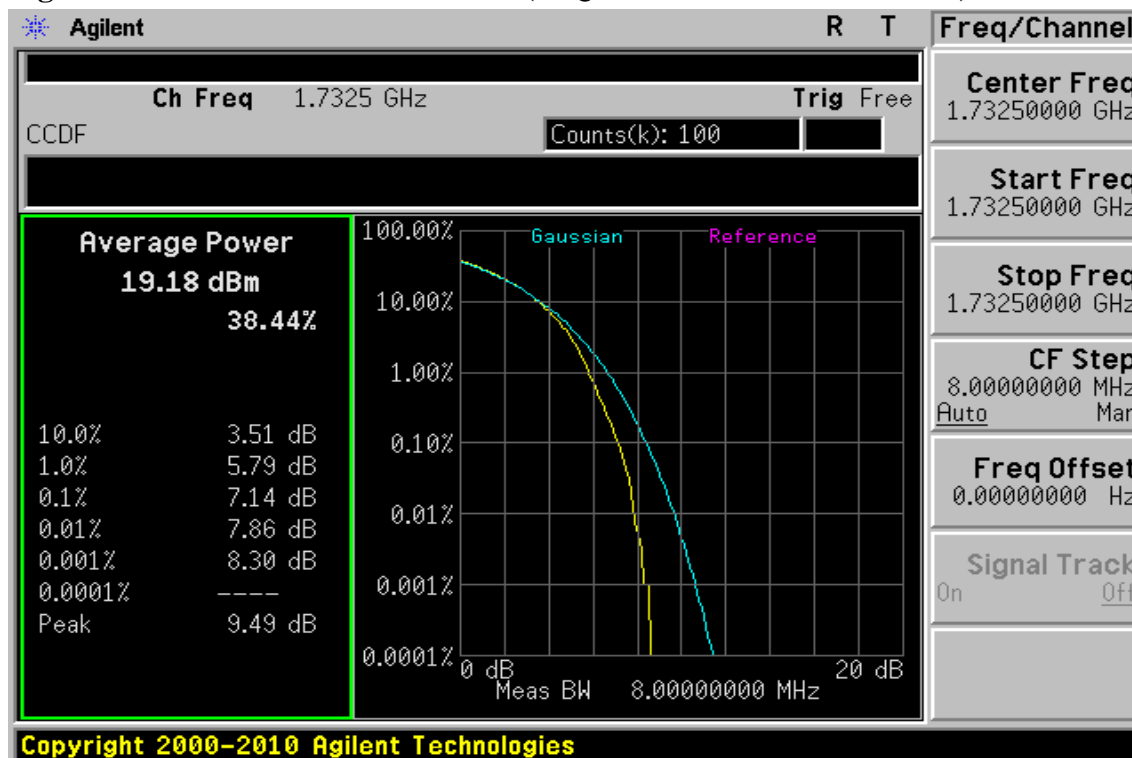 Agilent R T
Ch Freq 1.7325 GHz Trig Free
CCDF Counts(k): 100
Average Power
19.18 dBm
38.44%
10.0% 3.51 dB
1.0% 5.79 dB
0.1% 7.14 dB
0.01% 7.86 dB
0.001% 8.30 dB
0.0001% ----
Peak 9.49 dB
Gaussian Reference
100.00%
10.00%
1.00%
0.10%
0.01%
0.001%
0.0001%
0 dB 20 dB
Meas BW 8.00000000 MHz
Freq/Channel
Center Freq
1.73250000 GHz
Start Freq
1.73250000 GHz
Stop Freq
1.73250000 GHz
CF Step
8.00000000 MHz
Auto Man
Freq Offset
0.00000000 Hz
Signal Track
On Off
Copyright 2000-2010 Agilent Technologies